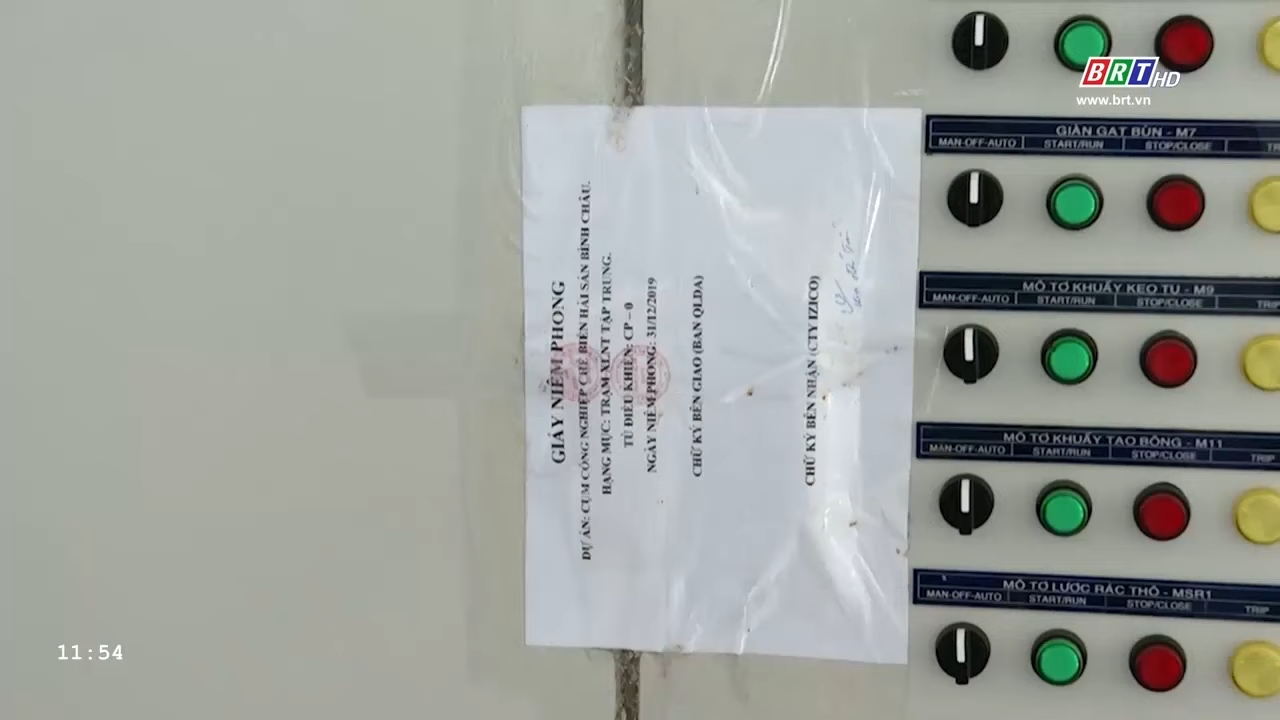 BRT HD
www.brt.vn
GIẤY NIÊM PHONG
DỰ ÁN: CỤM CÔNG NGHIỆP CHẾ BIẾN HẢI SẢN BÌNH CHÂU.
HẠNG MỤC: TRẠM XLNT TẬP TRUNG.
TỦ ĐIỀU KHIỂN: CP – 0
NGÀY NIÊM PHONG: 31/12/2019
CHỮ KÝ BÊN GIAO (BAN QLDA)
CHỮ KÝ BÊN NHẬN (CTY IZICO)
GIÀN GẠT BÙN - M7
MAN-OFF-AUTO START/RUN STOP/CLOSE
MÔ TƠ KHUẤY KEO TỤ - M9
MAN-OFF-AUTO START/RUN STOP/CLOSE TRIP
MÔ TƠ KHUẤY TẠO BÔNG - M11
MAN-OFF-AUTO START/RUN STOP/CLOSE TRIP
MÔ TƠ LƯỢC RÁC THÔ - MSR1
MAN-OFF-AUTO START/RUN STOP/CLOSE TRIP
11:54